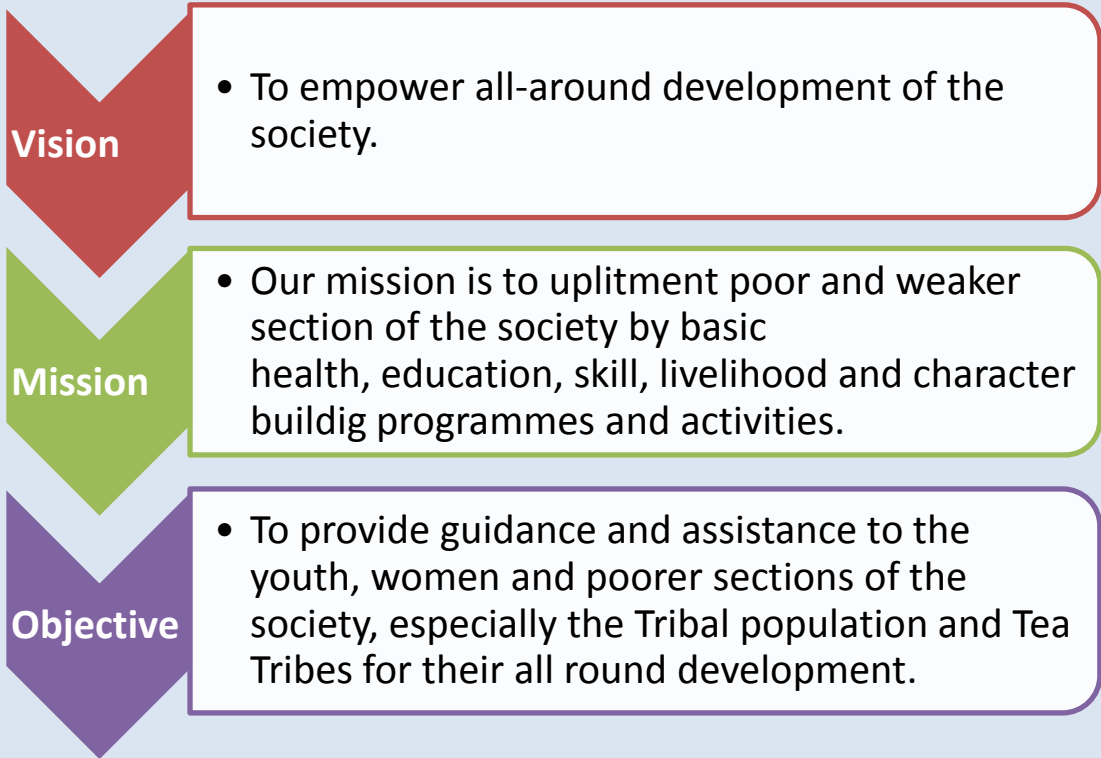 Vision
• To empower all-around development of the
society.
Mission
• Our mission is to uplitment poor and weaker
section of the society by basic
health, education, skill, livelihood and character
buildig programmes and activities.
Objective
• To provide guidance and assistance to the
youth, women and poorer sections of the
society, especially the Tribal population and Tea
Tribes for their all round development.